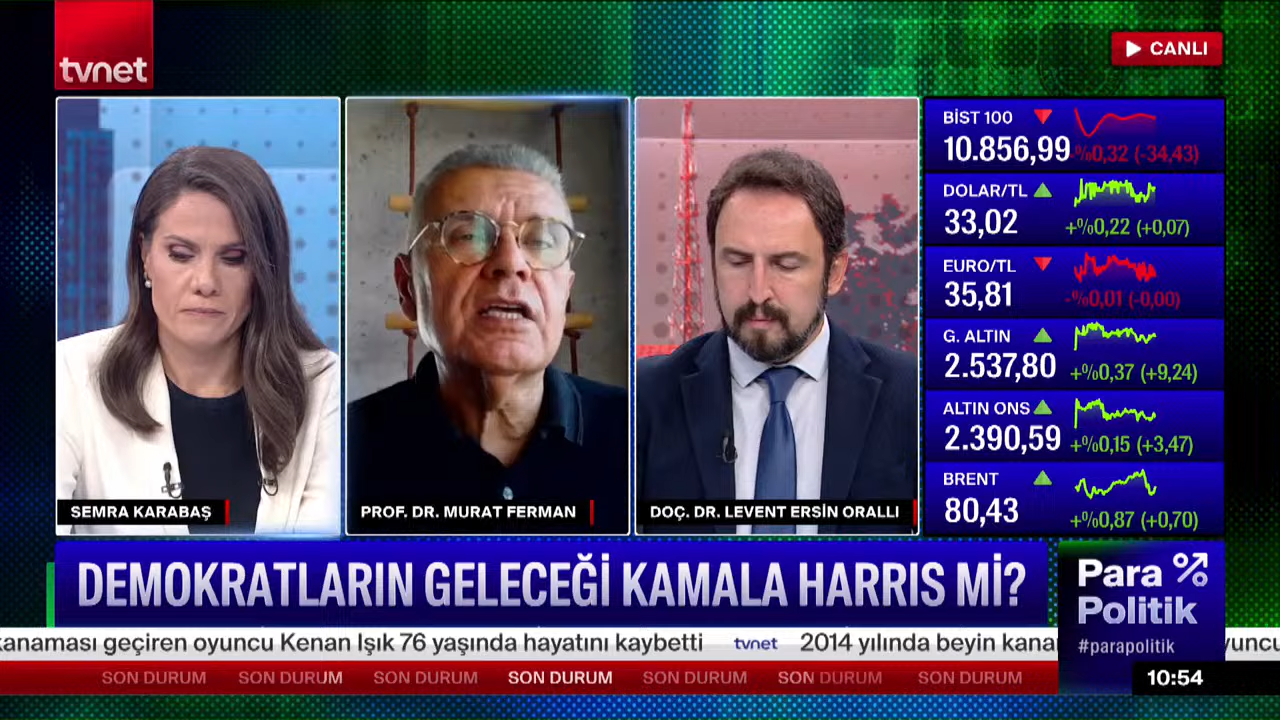 tvnet
CANLI
BİST 100
10.856,99
-%0,32 (-34,43)
DOLAR/TL
33,02
+%0,22 (+0,07)
EURO/TL
35,81
-%0,01 (-0,00)
G. ALTIN
2.537,80
+%0,37 (+9,24)
ALTIN ONS
2.390,59
+%0,15 (+3,47)
BRENT
80,43
+%0,87 (+0,70)
SEMRA KARABAŞ
PROF. DR. MURAT FERMAN
DOÇ. DR. LEVENT ERSİN ORALLI
DEMOKRATLARIN GELECEĞİ KAMALA HARRIS Mİ?
Para %
Politik
#parapolitik
kanaması geçiren oyuncu Kenan Işık 76 yaşında hayatını kaybetti tvnet 2014 yılında beyin kana yuncu
SON DURUM SON DURUM SON DURUM SON DURUM SON DURUM SON DURUM SON DURUM
10:54